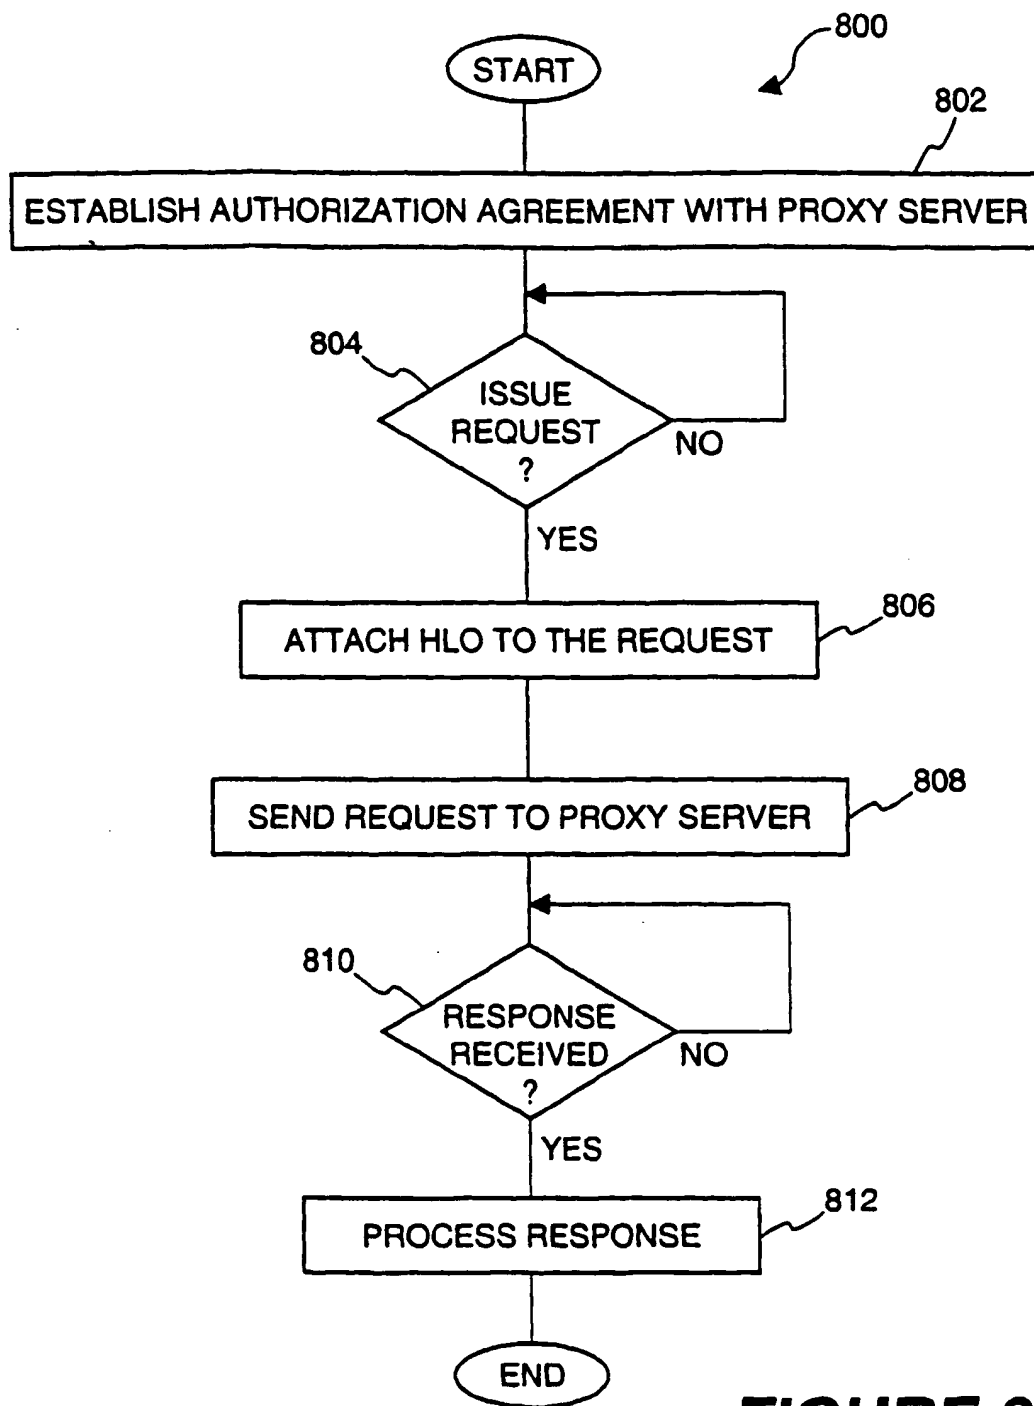 START
800
802
ESTABLISH AUTHORIZATION AGREEMENT WITH PROXY SERVER
804
ISSUE
REQUEST
?
NO
YES
806
ATTACH HLO TO THE REQUEST
808
SEND REQUEST TO PROXY SERVER
810
RESPONSE
RECEIVED
?
NO
YES
812
PROCESS RESPONSE
END
FIGURE